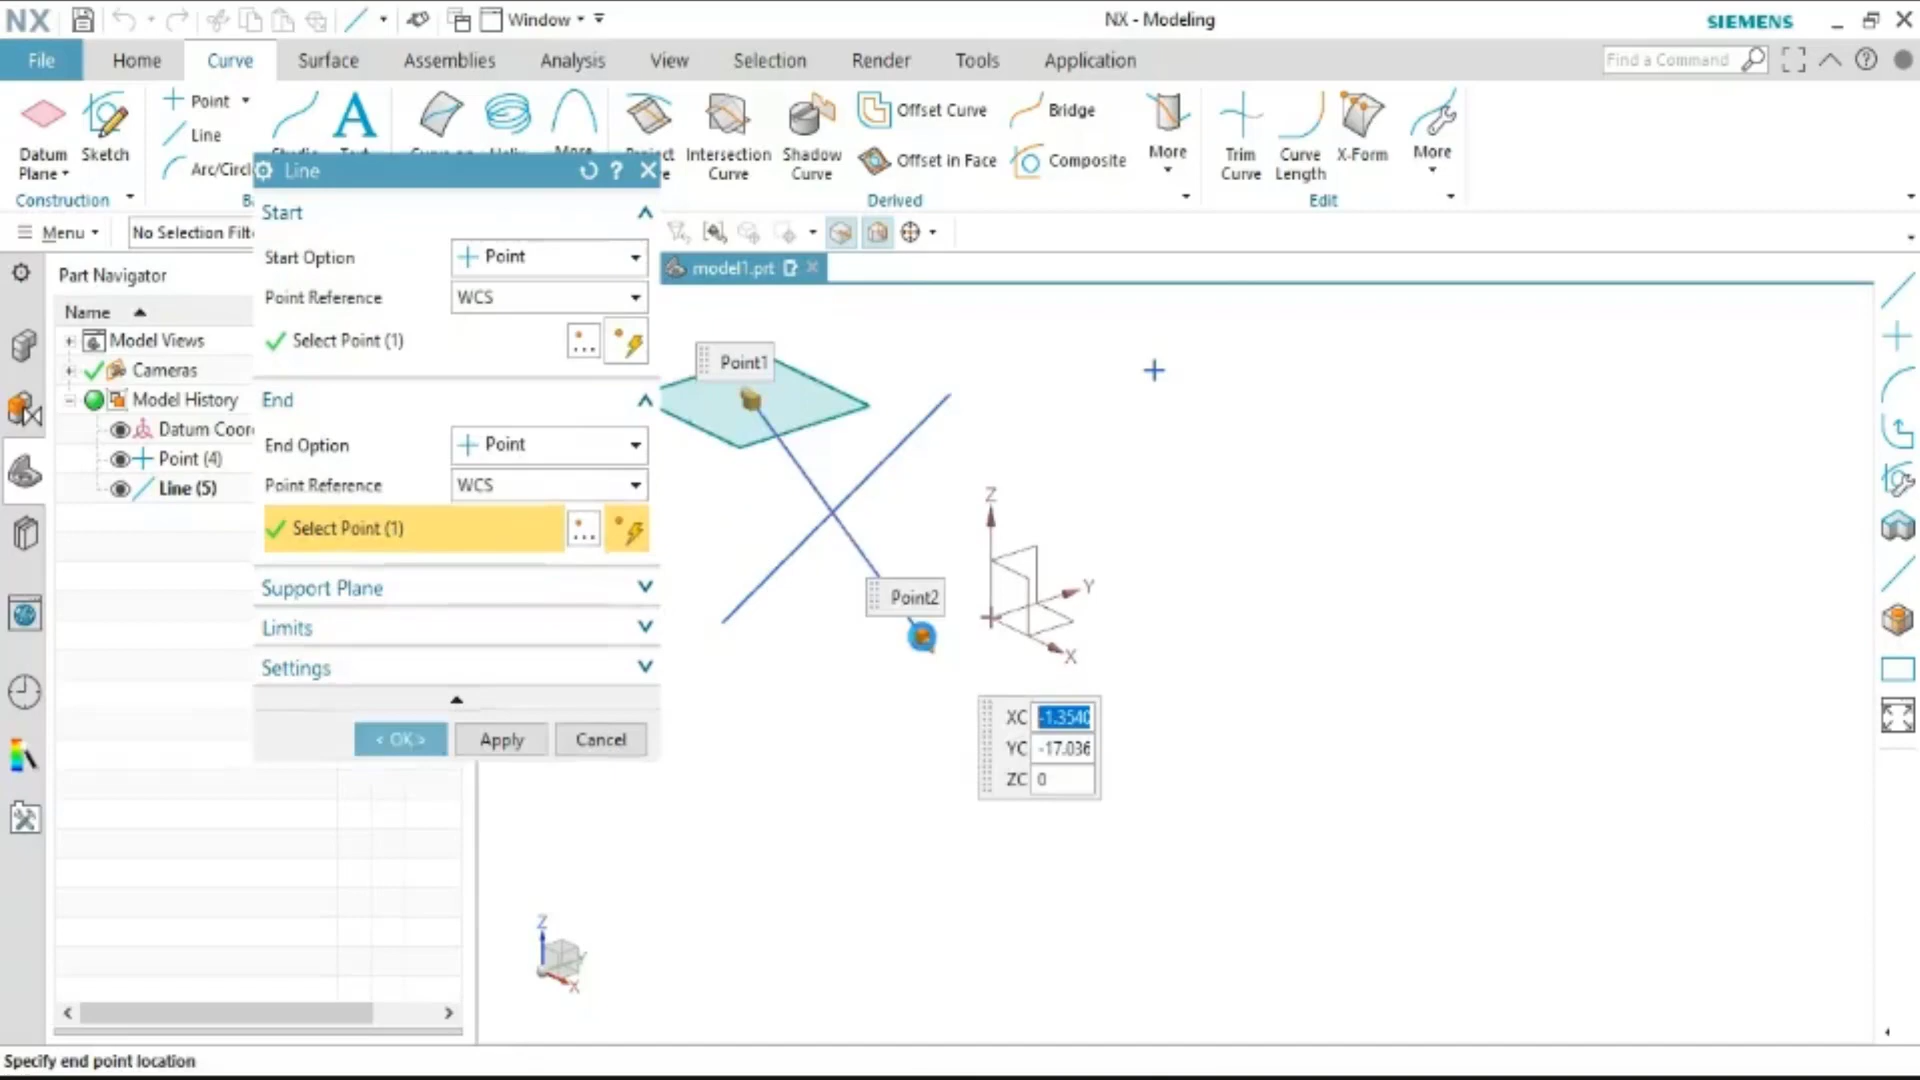 NX
Window
NX - Modeling
SIEMENS
File
Home
Curve
Surface
Assemblies
Analysis
View
Selection
Render
Tools
Application
Find a Command
Datum
Plane
Sketch
Point
Line
Arc/Circl
A
More
Intersection
Curve
Shadow
Curve
Offset Curve
Offset in Face
Bridge
Composite
More
Trim
Curve
Curve
Length
X-Form
More
Construction
Derived
Edit
Menu
No Selection Filt
Line
Start
Start Option
Point
Point Reference
WCS
Select Point (1)
End
End Option
Point
Point Reference
WCS
Select Point (1)
Support Plane
Limits
Settings
< OK >
Apply
Cancel
Part Navigator
Name
Model Views
Cameras
Model History
Datum Coor
Point (4)
Line (5)
model1.prt
Point1
Point2
Z
Y
X
XC -1.3540
YC -17.036
ZC 0
Z
Y
X
Specify end point location